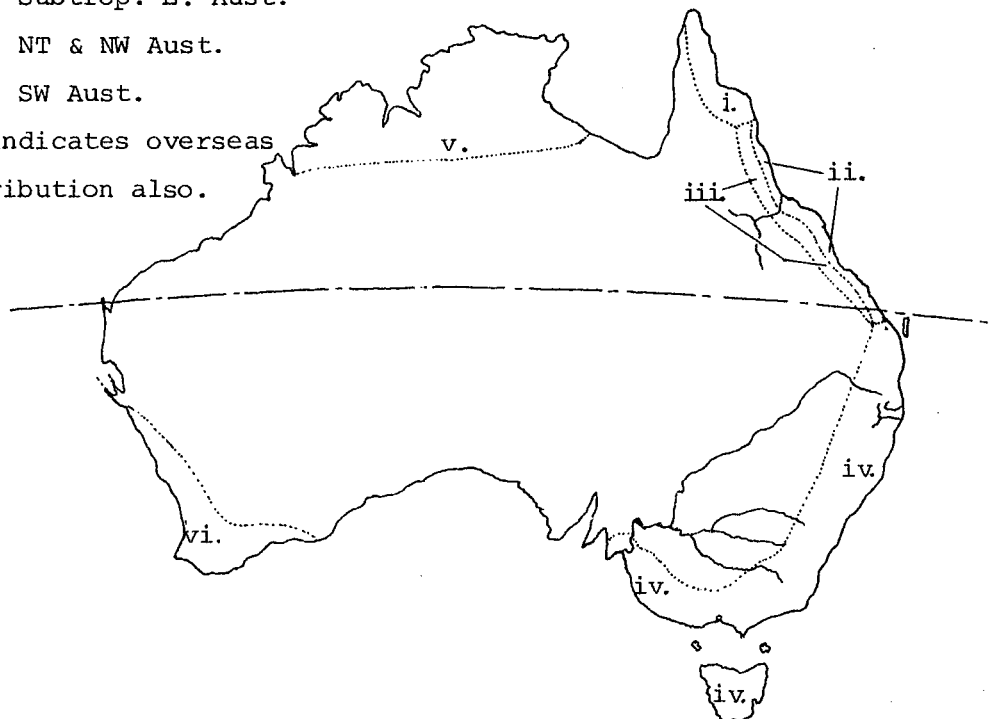 Subtrop. E. Aust.
NT & NW Aust.
SW Aust.
ndicates overseas
ribution also.
i.
v.
ii.
iii.
iv.
vi.
iv.
iv.